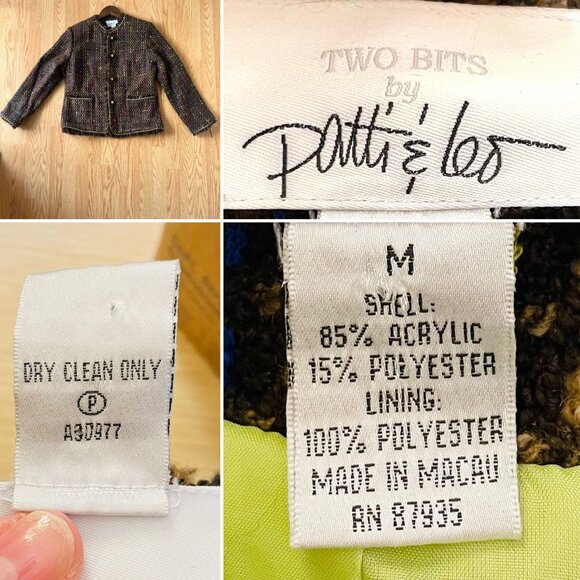 TWO BITS
by
Patti & Leo
DRY CLEAN ONLY
P
A90977
M
SHELL:
85% ACRYLIC
15% POLYESTER
LINING:
100% POLYESTER
MADE IN MACAU
RN 87935